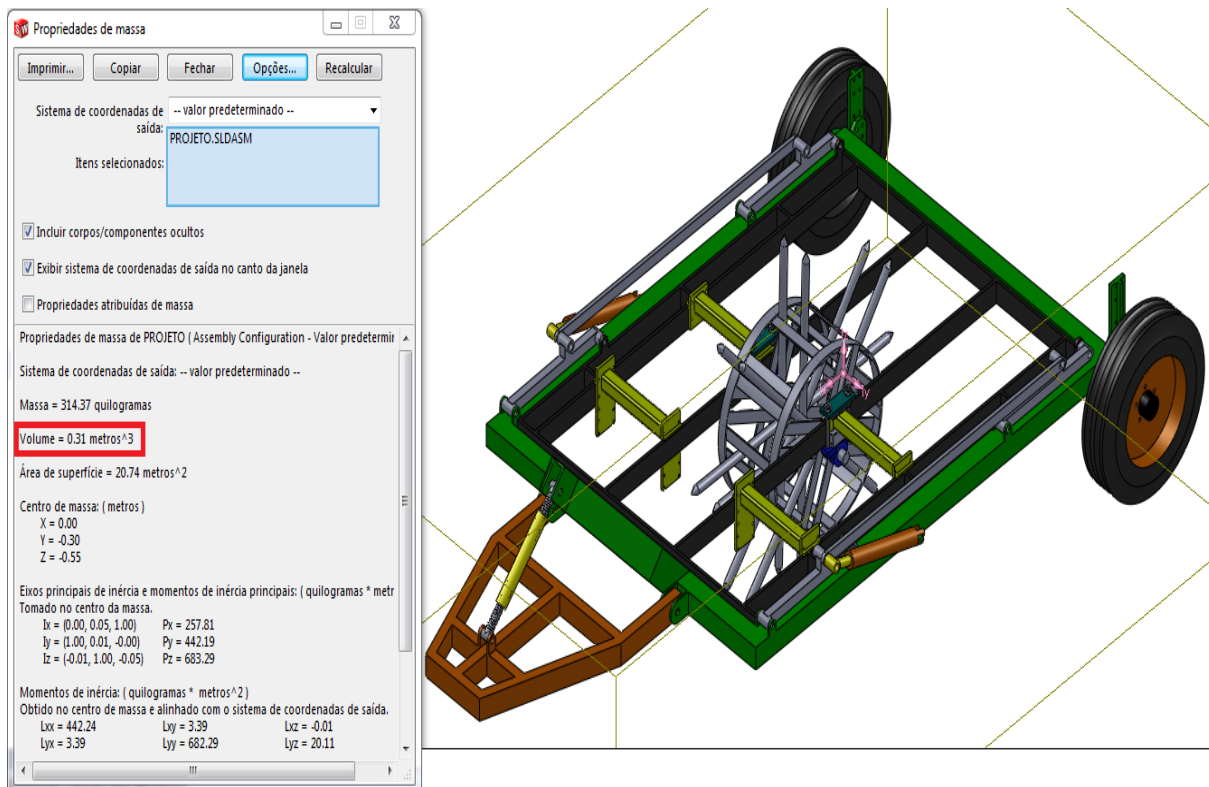 Propriedades de massa
Imprimir... Copiar Fechar Opções... Recalcular
Sistema de coordenadas de saída: -- valor predeterminado --
PROJETO.SLDASM
Itens selecionados:
Incluir corpos/componentes ocultos
Exibir sistema de coordenadas de saída no canto da janela
Propriedades atribuídas de massa
Propriedades de massa de PROJETO ( Assembly Configuration - Valor predetermir
Sistema de coordenadas de saída: -- valor predeterminado --
Massa = 314.37 quilogramas
Volume = 0.31 metros^3
Área de superfície = 20.74 metros^2
Centro de massa: ( metros )
X = 0.00
Y = -0.30
Z = -0.55
Eixos principais de inércia e momentos de inércia principais: ( quilogramas * metr
Tomado no centro da massa.
Ix = (0.00, 0.05, 1.00) Px = 257.81
Iy = (1.00, 0.01, -0.00) Py = 442.19
Iz = (-0.01, 1.00, -0.05) Pz = 683.29
Momentos de inércia: ( quilogramas * metros^2 )
Obtido no centro de massa e alinhado com o sistema de coordenadas de saída.
Lxx = 442.24 Lxy = 3.39 Lxz = -0.01
Lyx = 3.39 Lyy = 682.29 Lyz = 20.11